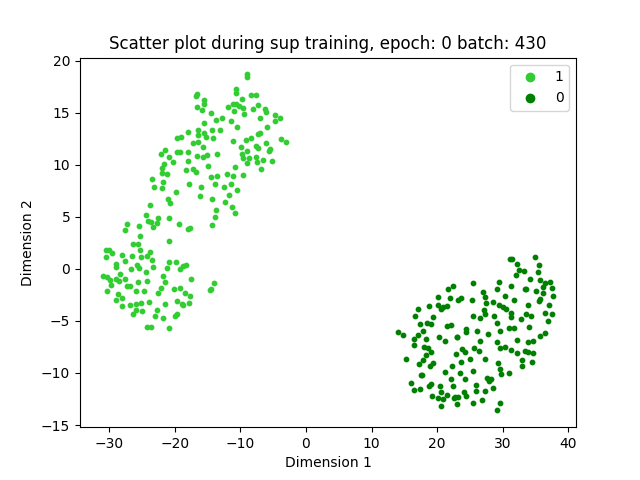 Scatter plot during sup training, epoch: 0 batch: 430
1
0
20
15
10
5
0
−5
−10
−15
Dimension 2
−30 −20 −10 0 10 20 30 40
Dimension 1